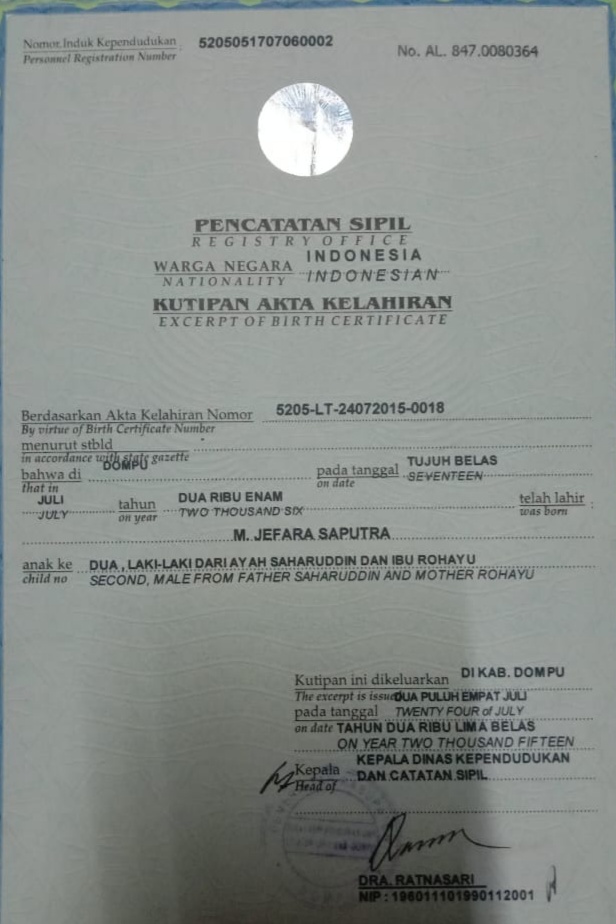 Nomor Induk Kependudukan 5205051707060002
Personnel Registration Number
No. AL. 847.0080364
PENCATATAN SIPIL
REGISTRY OFFICE
WARGA NEGARA INDONESIA
NATIONALITY INDONESIAN
KUTIPAN AKTA KELAHIRAN
EXCERPT OF BIRTH CERTIFICATE
Berdasarkan Akta Kelahiran Nomor 5205-LT-24072015-0018
By virtue of Birth Certificate Number
menurut stbld
in accordance with state gazette
bahwa di DOMPU pada tanggal TUJUH BELAS
that in on date SEVENTEEN
JULI tahun DUA RIBU ENAM telah lahir
JULY on year TWO THOUSAND SIX was born
M. JEFARA SAPUTRA
anak ke DUA, LAKI-LAKI DARI AYAH SAHARUDDIN DAN IBU ROHAYU
child no SECOND, MALE FROM FATHER SAHARUDDIN AND MOTHER ROHAYU
Kutipan ini dikeluarkan DI KAB. DOMPU
The excerpt is issued DUA PULUH EMPAT JULI
pada tanggal TWENTY FOUR of JULY
on date TAHUN DUA RIBU LIMA BELAS
ON YEAR TWO THOUSAND FIFTEEN
Kepala KEPALA DINAS KEPENDUDUKAN
Head of DAN CATATAN SIPIL
DRA. RATNASARI
NIP : 196011101990112001